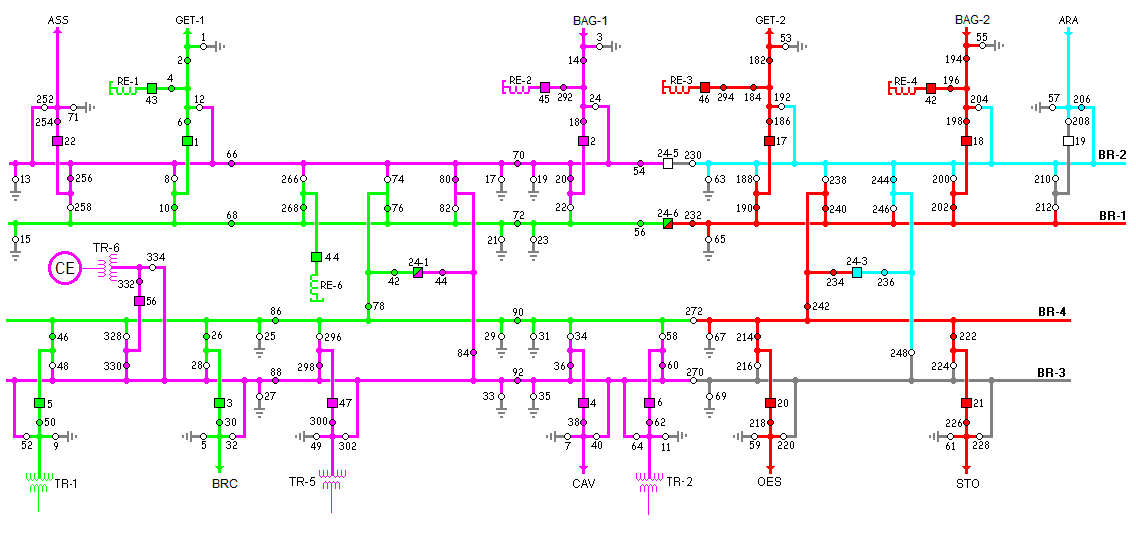 ASS GET-1 BAG-1 GET-2 BAG-2 ARA
1 3 53 55
2 14 182 194
RE-1 4 RE-2 RE-3 RE-4 196
43 45 292 46 294 184 42
252 71 12 24 192 204 57 206
254 6 18 186 198 208
22 1 2 17 18 19
66 70 24-5 230 BR-2
54
13 256 8 266 74 80 17 19 20 63 188 238 244 200 210
258 10 268 76 82 22 190 240 246 202 212
68 72 24-6 232 BR-1
56
15 21 23 65
TR-6 334
CE 44 24-1 24-3
332 42 44 234 236
56 RE-6
78 242
86 90 272 BR-4
46 328 26 25 296 29 31 34 58 67 214 222
84 248
48 330 28 298 36 60 216 224
88 92 270 BR-3
27 33 35 69
5 3 47 4 6 20 21
50 30 300 38 62 218 226
52 9 5 32 49 302 7 40 64 11 59 220 61 228
TR-1 BRC TR-5 CAV TR-2 OES STO